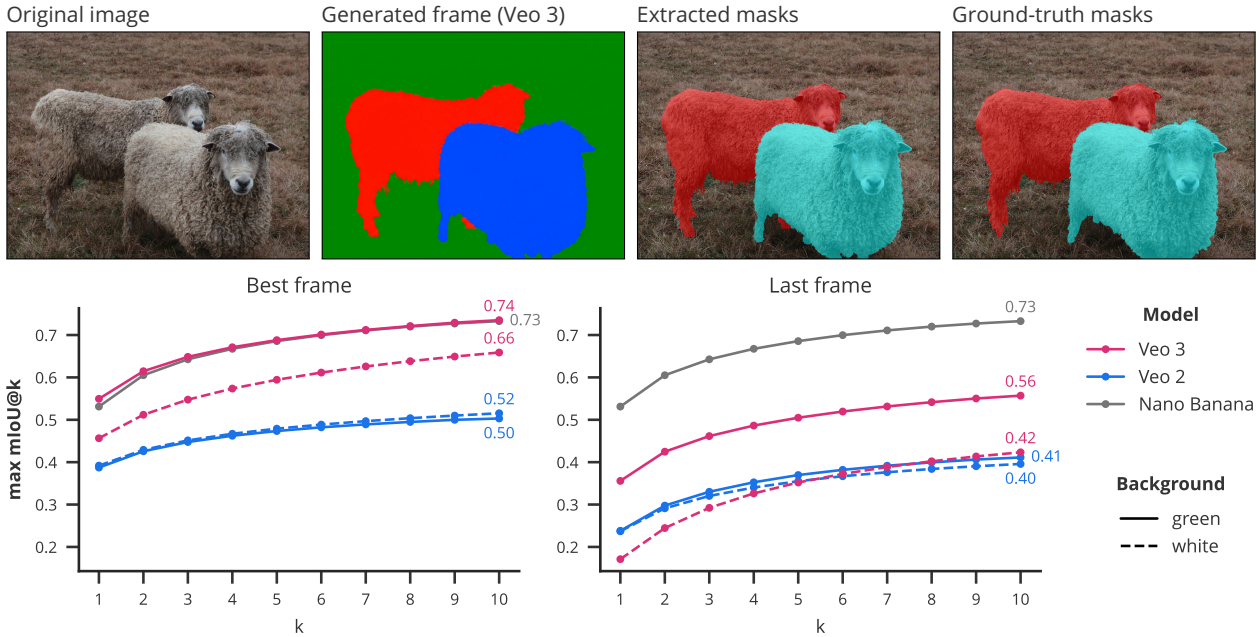 Original image
Generated frame (Veo 3)
Extracted masks
Ground-truth masks
Best frame
max mIoU@k
0.7
0.6
0.5
0.4
0.3
0.2
0.74
0.73
0.66
0.52
0.50
1 2 3 4 5 6 7 8 9 10
k
Last frame
0.7
0.6
0.5
0.4
0.3
0.2
0.73
0.56
0.42
0.41
0.40
1 2 3 4 5 6 7 8 9 10
k
Model
Veo 3
Veo 2
Nano Banana
Background
green
white